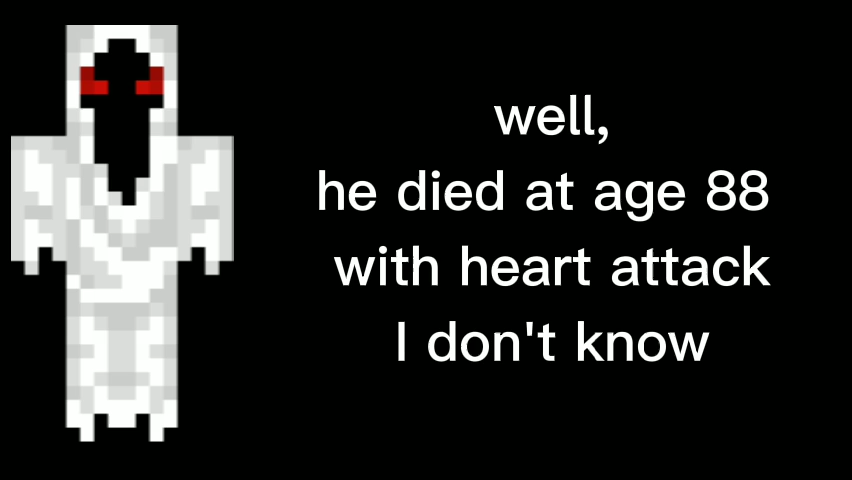 well,
he died at age 88
with heart attack
I don't know